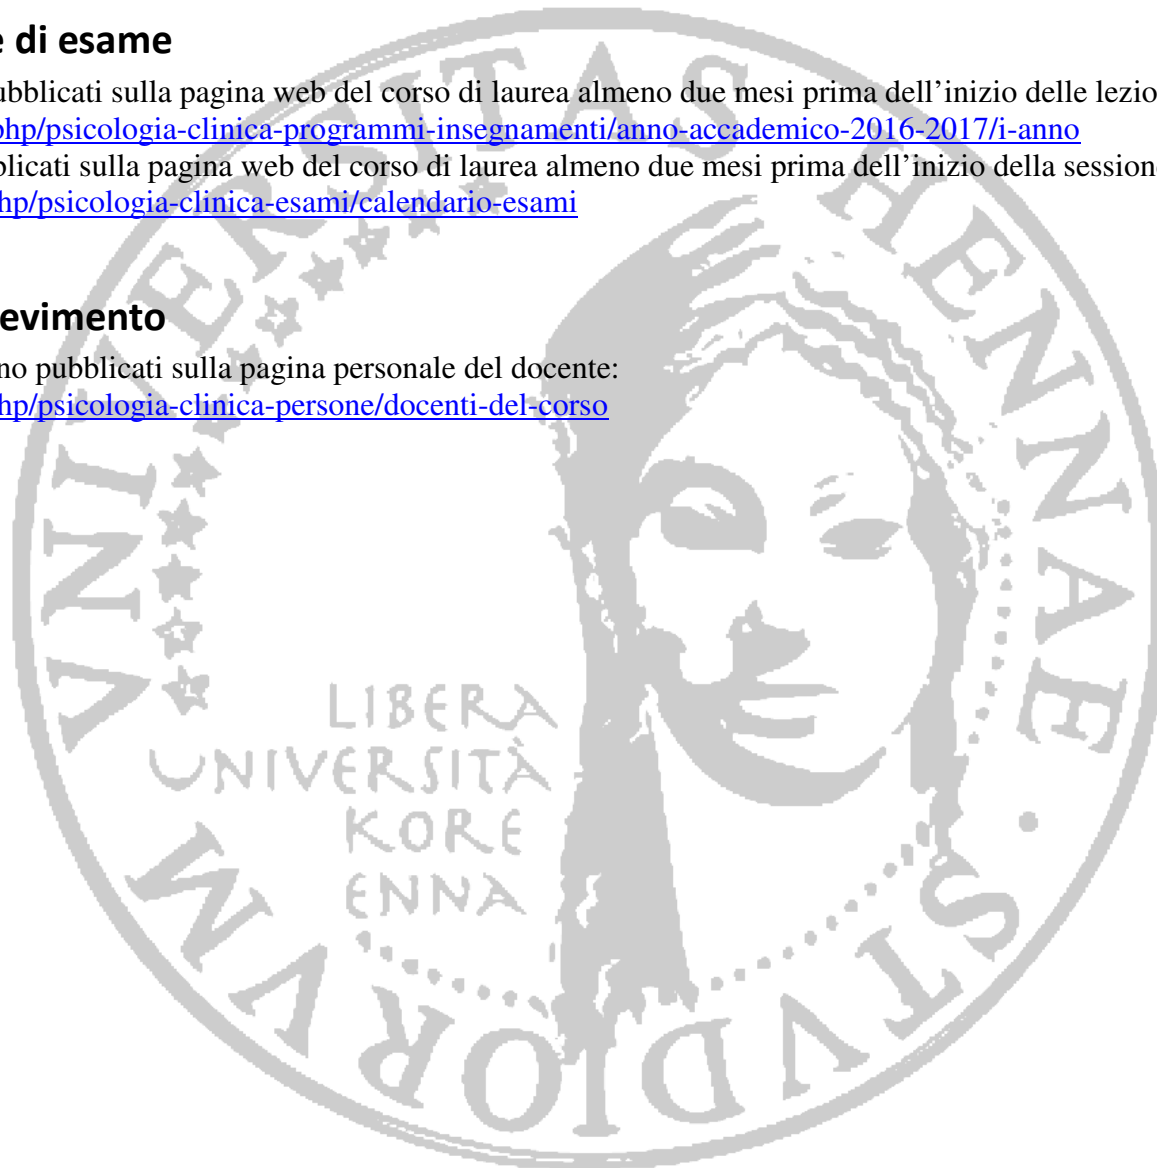 e di esame
ubblicati sulla pagina web del corso di laurea almeno due mesi prima dell’inizio delle lezio
php/psicologia-clinica-programmi-insegnamenti/anno-accademico-2016-2017/i-anno
blicati sulla pagina web del corso di laurea almeno due mesi prima dell’inizio della sessione
hp/psicologia-clinica-esami/calendario-esami
evimento
no pubblicati sulla pagina personale del docente:
hp/psicologia-clinica-persone/docenti-del-corso
VNIVERSITAS HENNAE · STVDIORVM
LIBERA
UNIVERSITÀ
KORE
ENNA